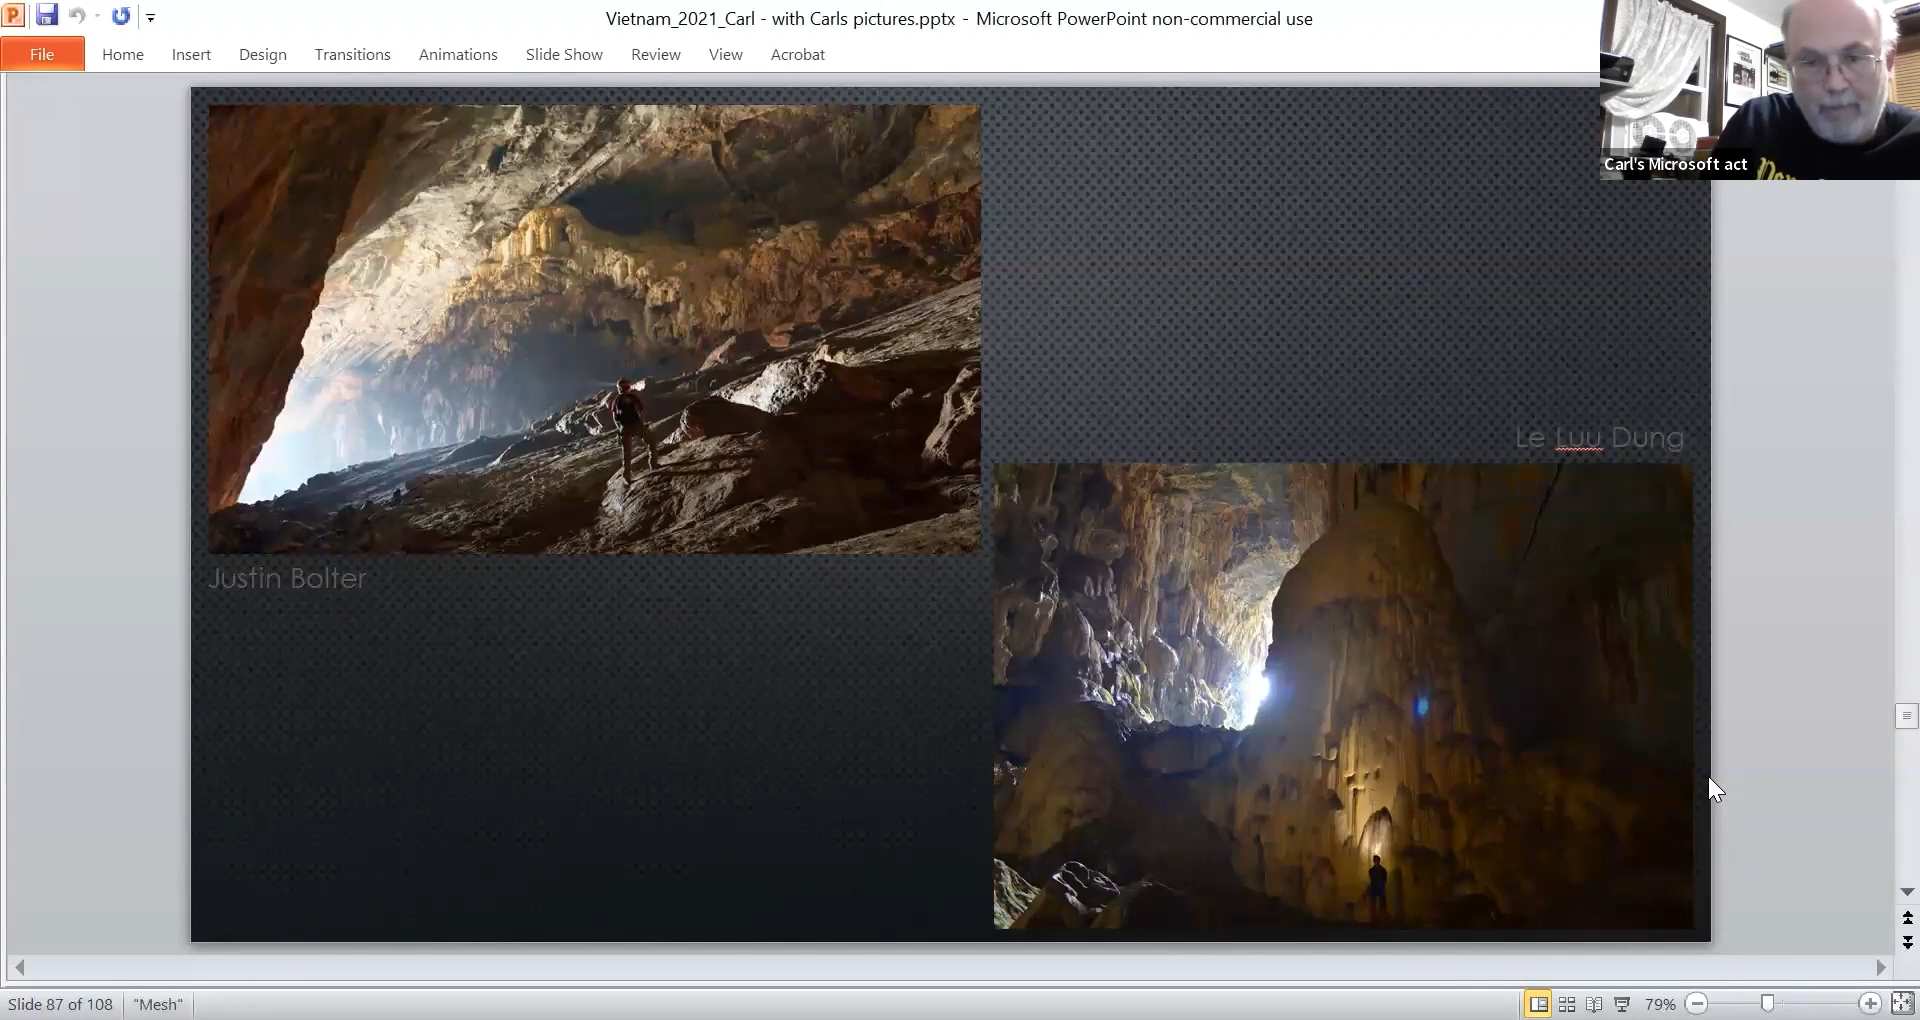 Vietnam_2021_Carl - with Carls pictures.pptx - Microsoft PowerPoint non-commercial use
File Home Insert Design Transitions Animations Slide Show Review View Acrobat
Carl's Microsoft act
Le Luu Dung
Justin Bolter
Slide 87 of 108 "Mesh" 79%